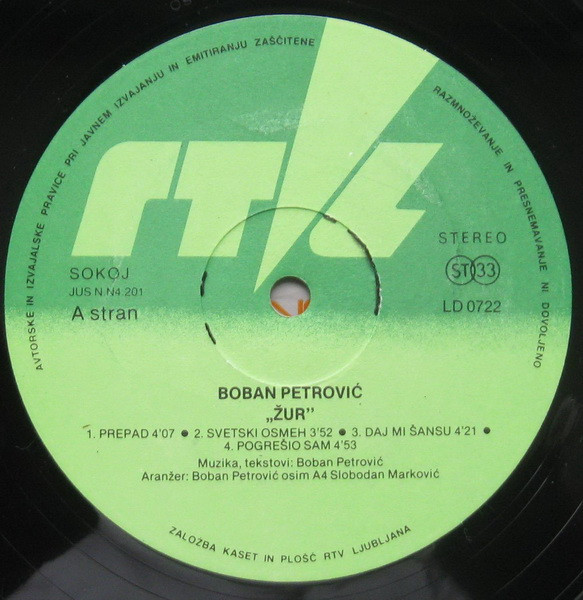 AVTORSKE IN IZVAJALSKE PRAVICE PRI JAVNEM IZVAJANJU IN EMITIRANJU ZAŠČITENE
RAZMNOŽEVANJE IN PRESNEMAVANJE NI DOVOLJENO
rtl
STEREO
SOKOJ
ST 33
JUS N.N4.201
A stran
LD 0722
BOBAN PETROVIĆ
„ŽUR”
1. PREPAD 4'07 ● 2. SVETSKI OSMEH 3'52 ● 3. DAJ MI ŠANSU 4'21 ●
4. POGREŠIO SAM 4'53
Muzika, tekstovi: Boban Petrović
Aranžer: Boban Petrović osim A4 Slobodan Marković
ZALOŽBA KASET IN PLOŠČ RTV LJUBLJANA